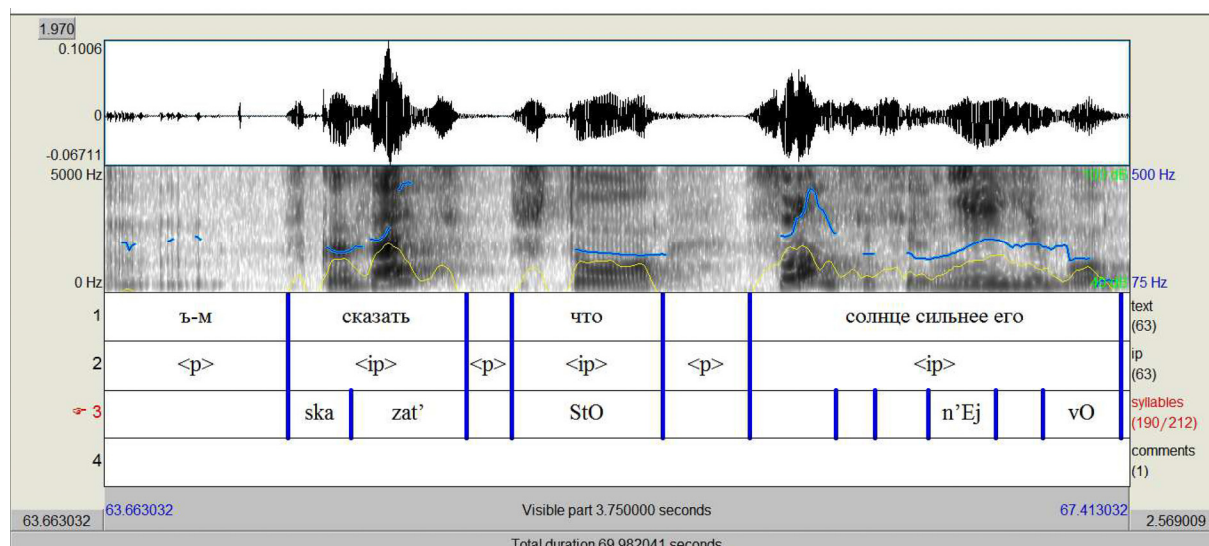 1.970
0.1006
0
-0.06711
5000 Hz
0 Hz
500 Hz
75 Hz
1 ъ-м сказать что солнце сильнее его text (63)
2 <p> <ip> <p> <ip> <p> <ip> ip (63)
☞ 3 ska zat' StO n'Ej vO syllables (190/212)
4 comments (1)
63.663032 63.663032 Visible part 3.750000 seconds 67.413032 2.569009
Total duration 69.982041 seconds